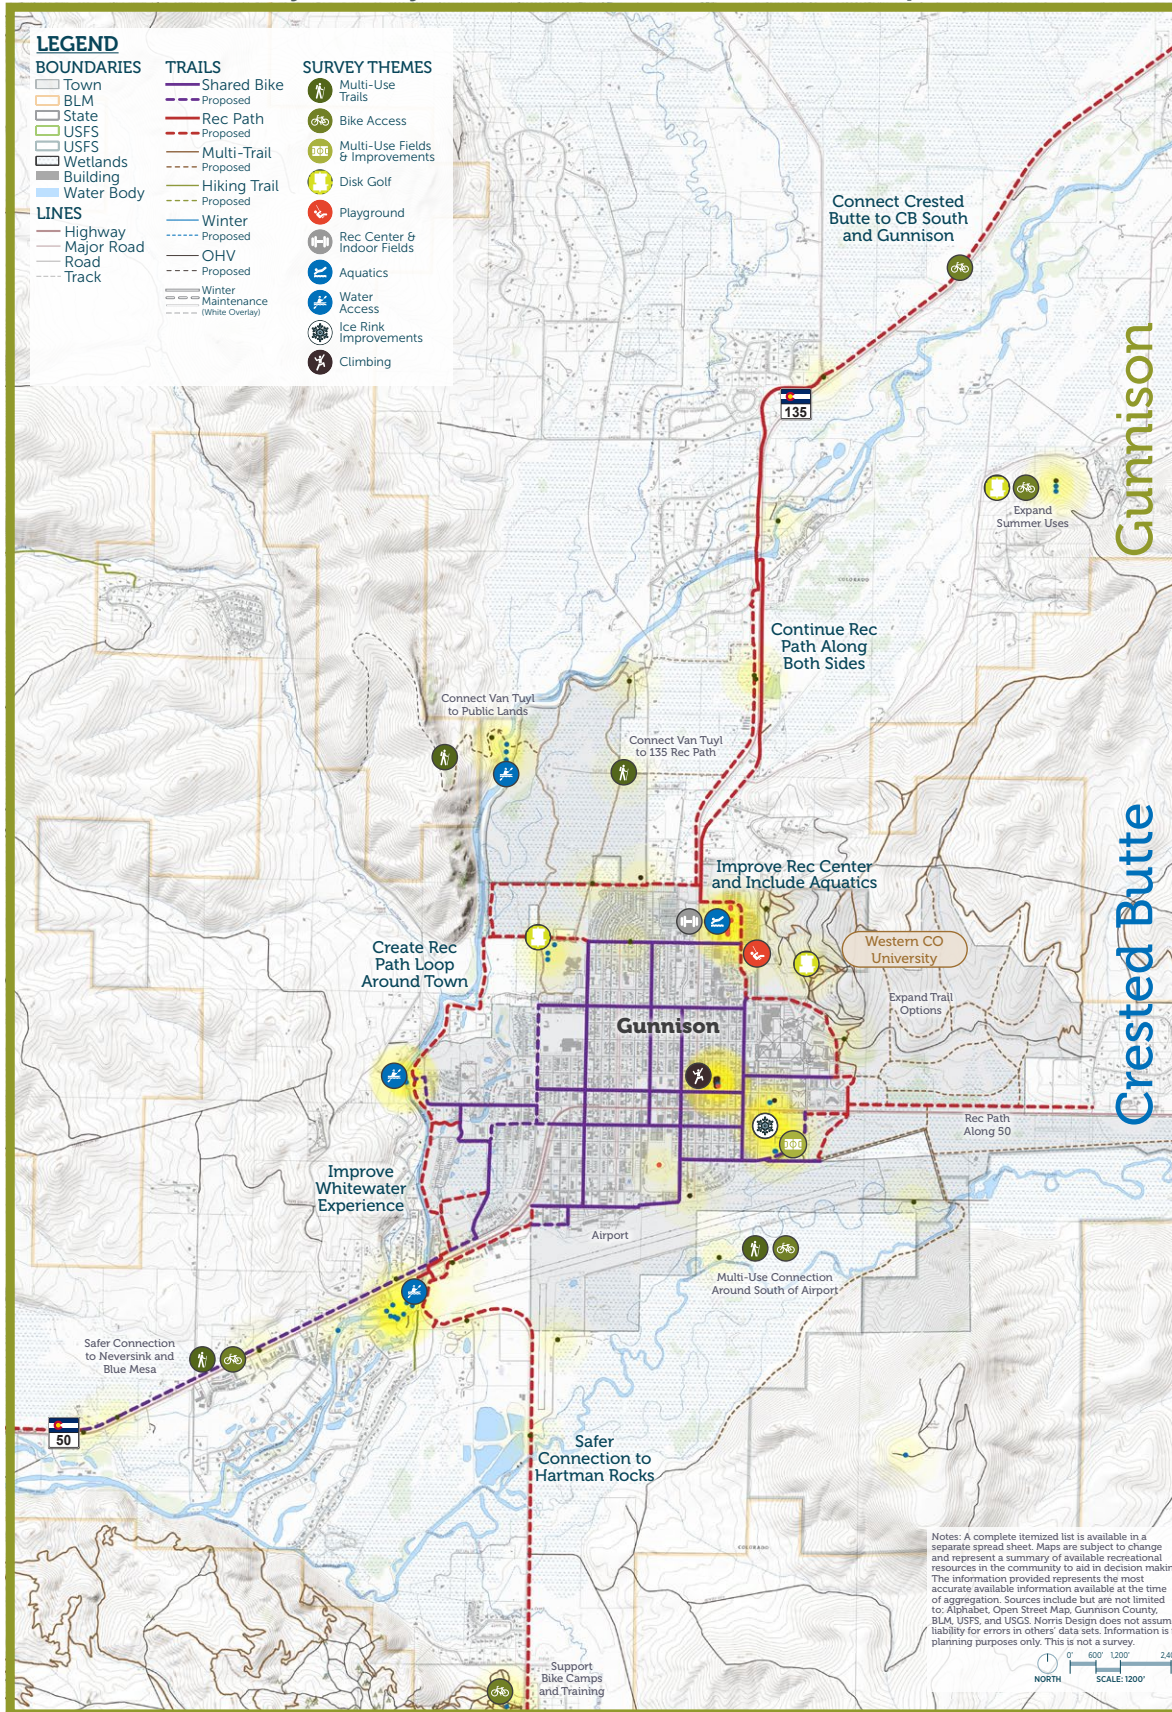 LEGEND
BOUNDARIES
Town
BLM
State
USFS
USFS
Wetlands
Building
Water Body
LINES
Highway
Major Road
Road
Track
TRAILS
Shared Bike
Proposed
Rec Path
Proposed
Multi-Trail
Proposed
Hiking Trail
Proposed
Winter
Proposed
OHV
Proposed
Winter
Maintenance
(White Overlay)
SURVEY THEMES
Multi-Use
Trails
Bike Access
Multi-Use Fields
& Improvements
Disk Golf
Playground
Rec Center &
Indoor Fields
Aquatics
Water
Access
Ice Rink
Improvements
Climbing
Connect Crested
Butte to CB South
and Gunnison
135
Gunnison
Expand
Summer Uses
COLORADO
Continue Rec
Path Along
Both Sides
Connect Van Tuyl
to Public Lands
Connect Van Tuyl
to 135 Rec Path
Crested Butte
Improve Rec Center
and Include Aquatics
Western CO
University
Create Rec
Path Loop
Around Town
Expand Trail
Options
Gunnison
Rec Path
Along 50
Improve
Whitewater
Experience
Airport
Multi-Use Connection
Around South of Airport
Safer Connection
to Neversink and
Blue Mesa
50
Safer
Connection to
Hartman Rocks
COLORADO
Notes: A complete itemized list is available in a
separate spread sheet. Maps are subject to change
and represent a summary of available recreational
resources in the community to aid in decision makin
The information provided represents the most
accurate available information available at the time
of aggregation. Sources include but are not limited
to: Alphabet, Open Street Map, Gunnison County,
BLM, USFS, and USGS. Norris Design does not assum
liability for errors in others' data sets. Information is
planning purposes only. This is not a survey.
Support
Bike Camps
and Training
0' 600' 1,200' 2,40
NORTH SCALE: 1200'